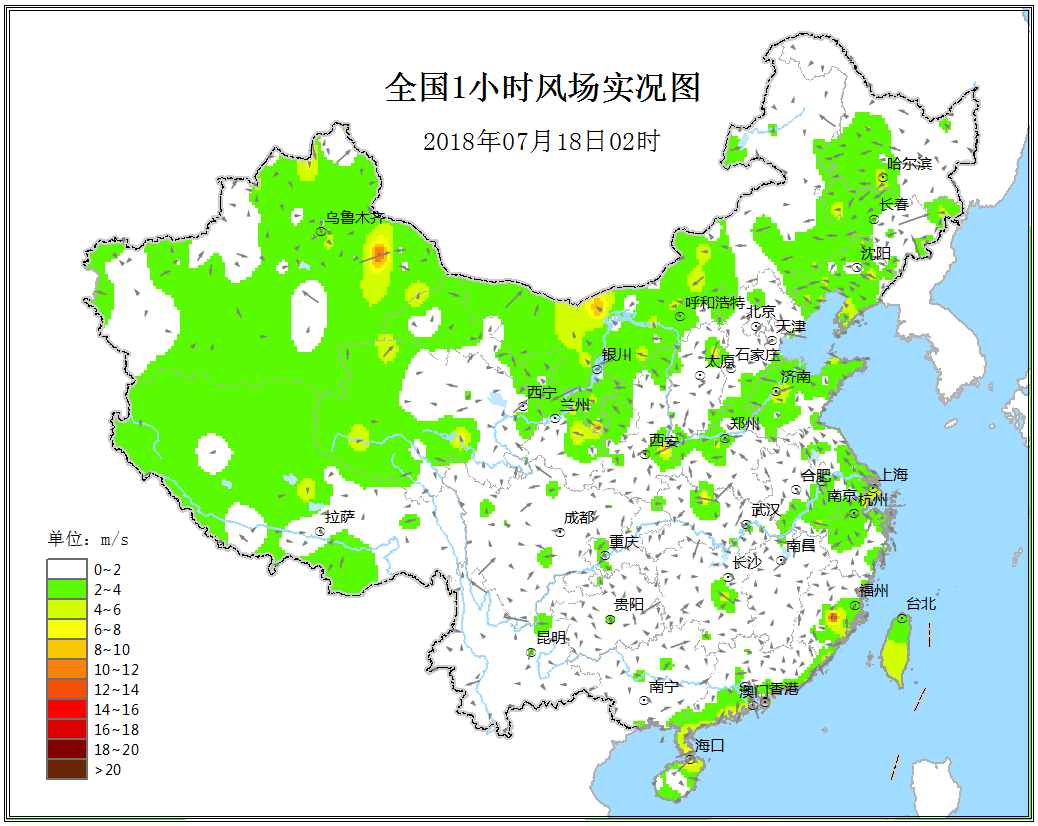 全国1小时风场实况图
2018年07月18日02时
哈尔滨
长春
乌鲁木齐
沈阳
呼和浩特
北京
天津
银川
太原
石家庄
济南
西宁
兰州
郑州
西安
合肥
上海
南京
杭州
拉萨
成都
武汉
重庆
南昌
长沙
贵阳
福州
台北
昆明
南宁
澳门
香港
海口
单位: m/s
0~2
2~4
4~6
6~8
8~10
10~12
12~14
14~16
16~18
18~20
>20